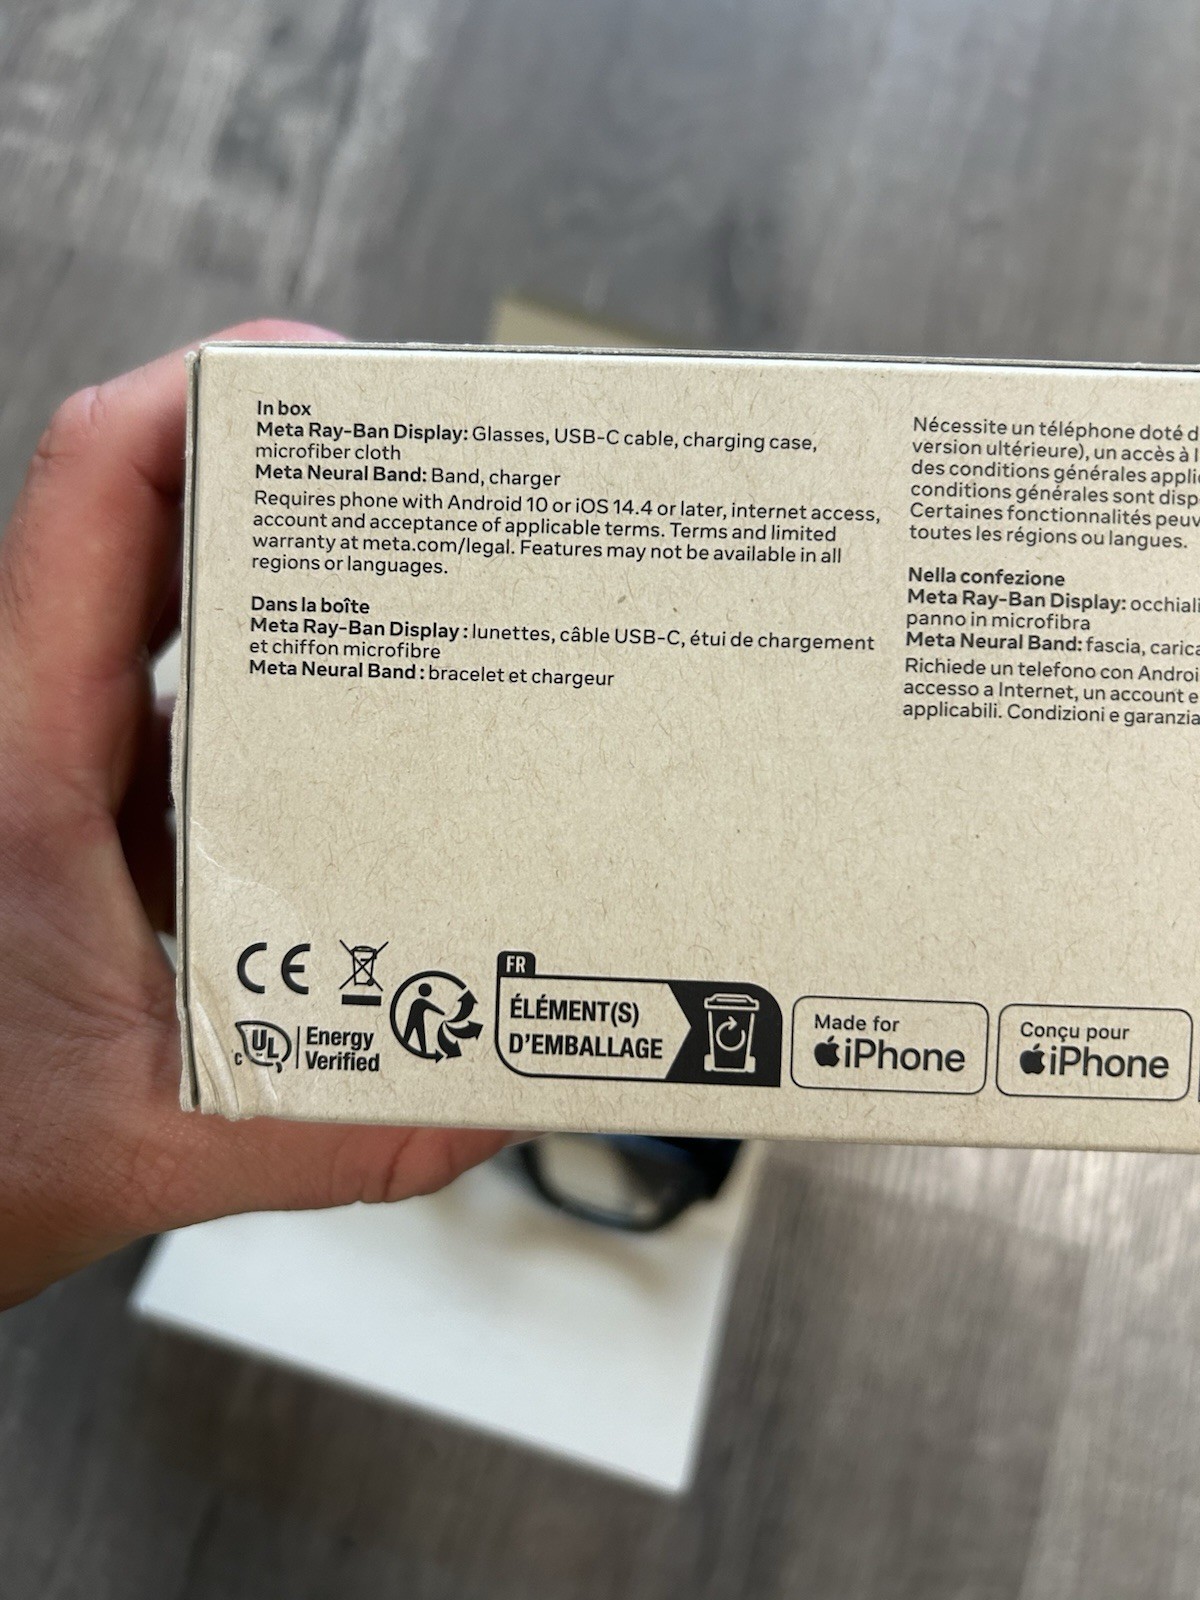 In box
Meta Ray-Ban Display: Glasses, USB-C cable, charging case,
microfiber cloth
Meta Neural Band: Band, charger
Requires phone with Android 10 or iOS 14.4 or later, internet access,
account and acceptance of applicable terms. Terms and limited
warranty at meta.com/legal. Features may not be available in all
regions or languages.
Dans la boîte
Meta Ray-Ban Display : lunettes, câble USB-C, étui de chargement
et chiffon microfibre
Meta Neural Band : bracelet et chargeur
Nécessite un téléphone doté
version ultérieure), un accès à
des conditions générales
conditions générales sont
Certaines fonctionnalités
toutes les régions ou langues.
Nella confezione
Meta Ray-Ban Display: occhiali
panno in microfibra
Meta Neural Band: fascia,
Richiede un telefono con
accesso a Internet, un account e
applicabili. Condizioni e garanzia
CE
c UL Energy
Verified
FR
ÉLÉMENT(S)
D'EMBALLAGE
Made for
iPhone
Conçu pour
iPhone